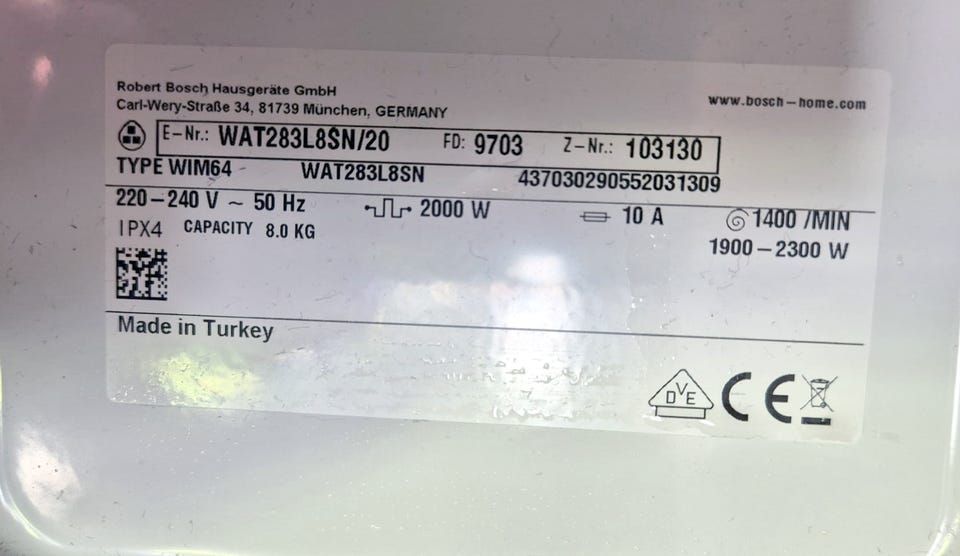 Robert Bosch Hausgeräte GmbH
Carl-Wery-Straße 34, 81739 München, GERMANY
www.bosch-home.com
E-Nr.: WAT283L8SN/20 FD: 9703 Z-Nr.: 103130
TYPE WIM64 WAT283L8SN 437030290552031309
220-240 V ~ 50 Hz 2000 W 10 A 1400 /MIN
IPX4 CAPACITY 8.0 KG 1900-2300 W
Made in Turkey
DVE CE